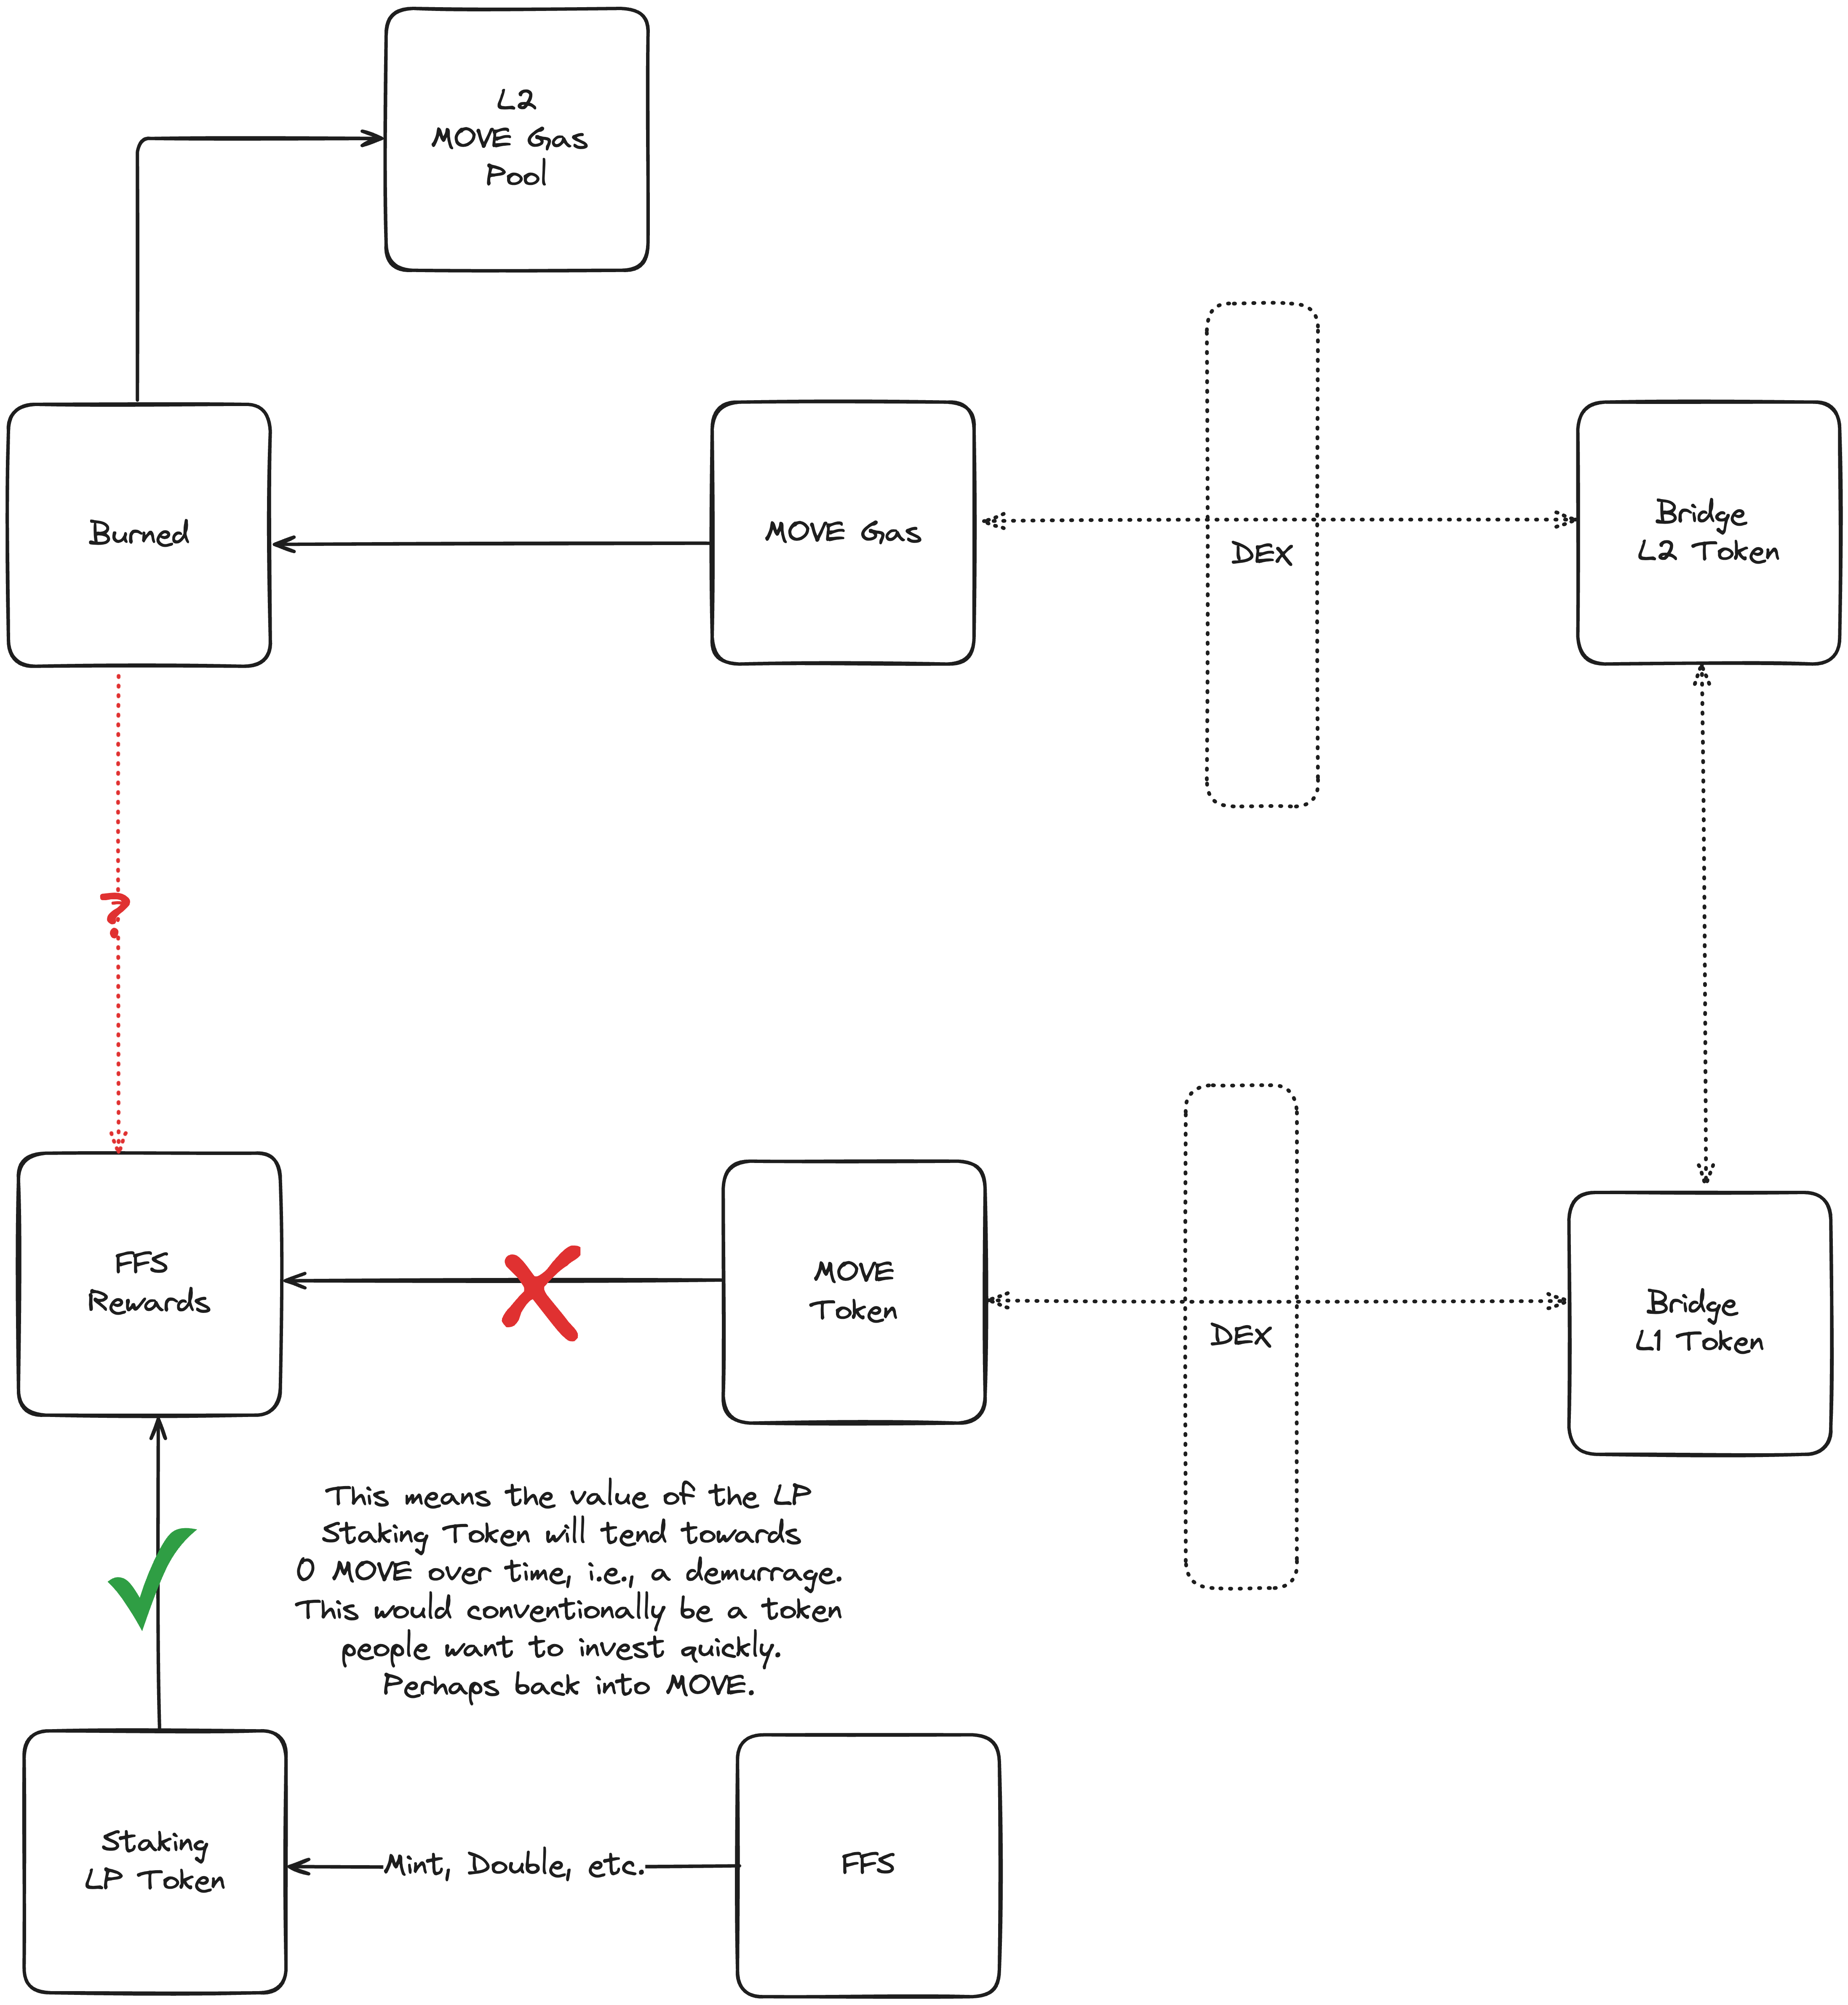 L2
MOVE Gas
Pool
Burned
MOVE Gas
DEX
Bridge
L2 Token
?
FFS
Rewards
MOVE
Token
DEX
Bridge
L1 Token
This means the value of the LP
Staking Token will tend towards
0 MOVE over time, i.e., a demurrage.
This would conventionally be a token
people want to invest quickly.
Perhaps back into MOVE.
Staking
LP Token
Mint, Double, etc.
FFS